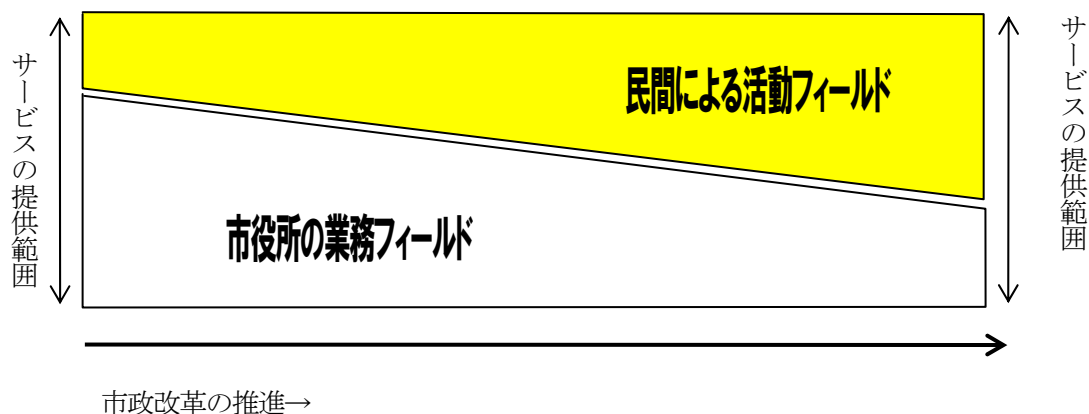 サービスの提供範囲
民間による活動フィールド
市役所の業務フィールド
サービスの提供範囲
市政改革の推進→